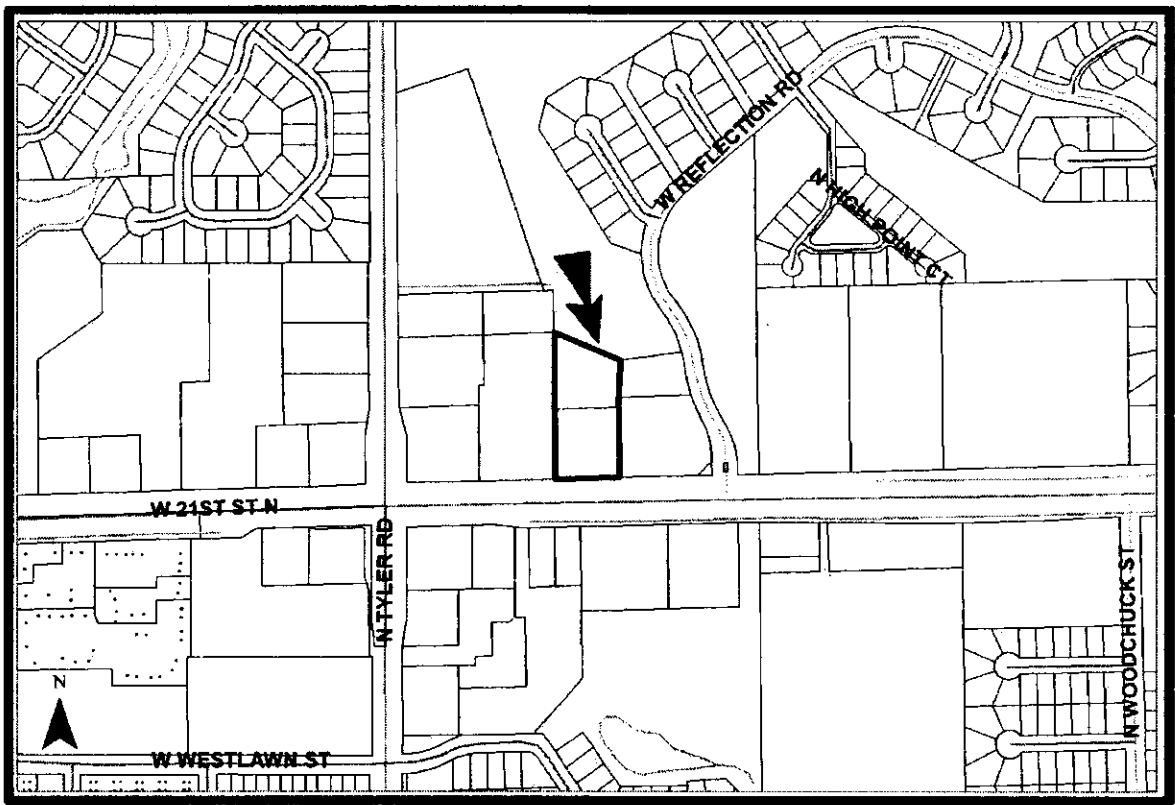 W REFLECTION RD
N HIGH POINT CT
W 21ST ST N
N TYLER RD
N WOODCHUCK ST
N
W WESTLAWN ST